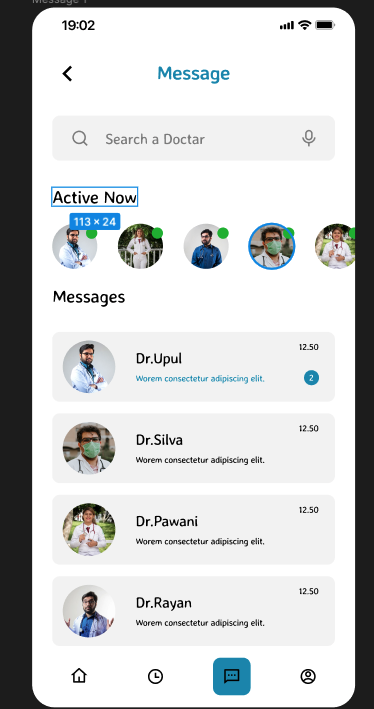 Message 1
19:02
Message
Search a Doctar
Active Now
113 × 24
Messages
Dr.Upul
12.50
Worem consectetur adipiscing elit.
2
Dr.Silva
12.50
Worem consectetur adipiscing elit.
Dr.Pawani
12.50
Worem consectetur adipiscing elit.
Dr.Rayan
12.50
Worem consectetur adipiscing elit.